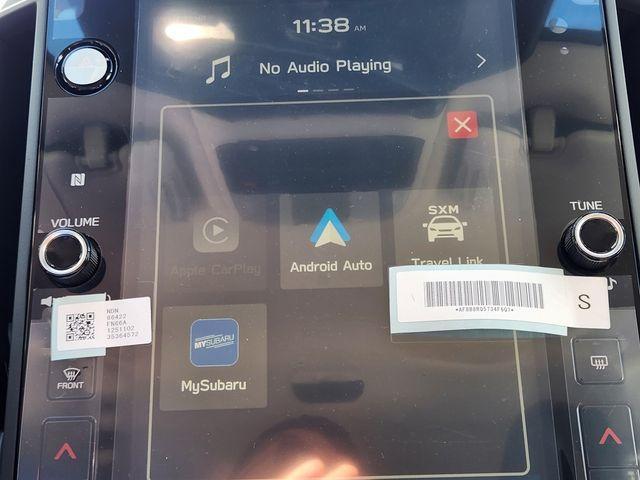 11:38 AM
No Audio Playing
VOLUME
TUNE
SXM
Apple CarPlay
Android Auto
Travel Link
NDN
86422
FN66A
1251102
35364572
S
MYSUBARU
MySubaru
FRONT